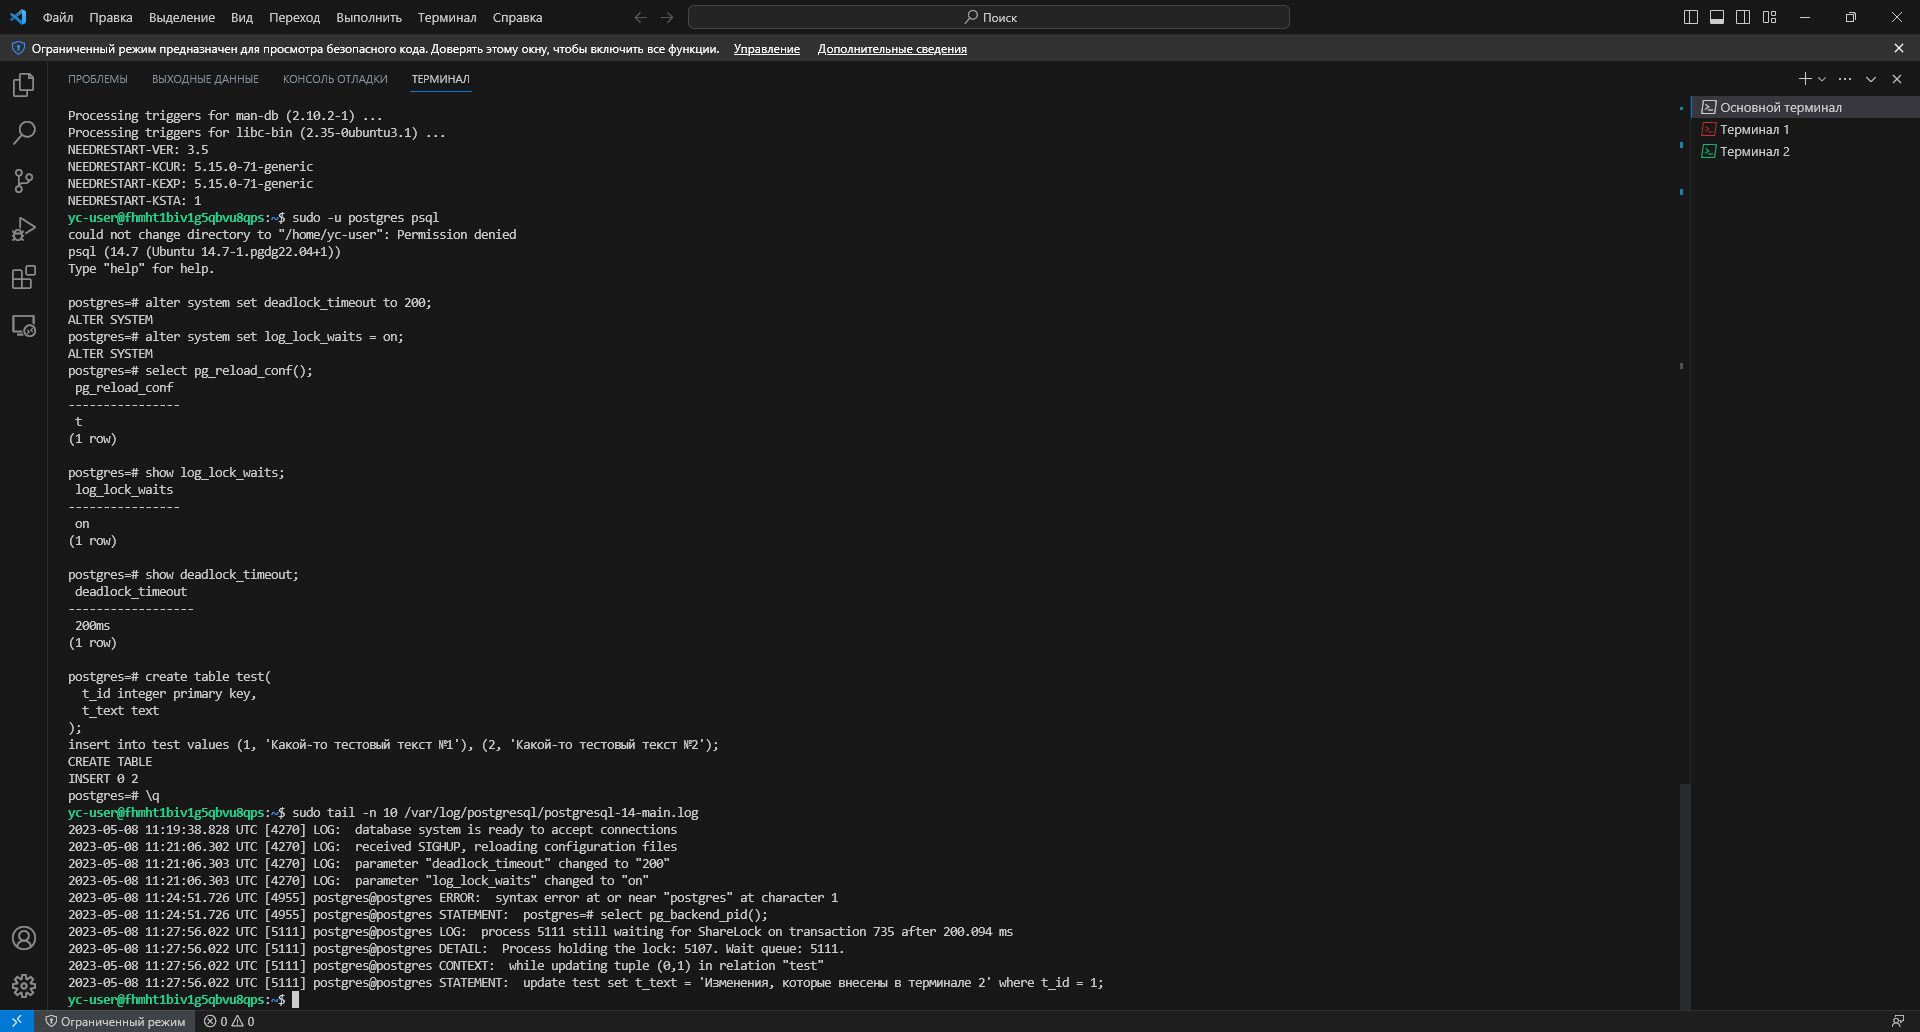 Файл Правка Выделение Вид Переход Выполнить Терминал Справка Поиск
Ограниченный режим предназначен для просмотра безопасного кода. Доверять этому окну, чтобы включить все функции. Управление Дополнительные сведения
ПРОБЛЕМЫ ВЫХОДНЫЕ ДАННЫЕ КОНСОЛЬ ОТЛАДКИ ТЕРМИНАЛ
Основной терминал
Терминал 1
Терминал 2
Processing triggers for man-db (2.10.2-1) ...
Processing triggers for libc-bin (2.35-0ubuntu3.1) ...
NEEDRESTART-VER: 3.5
NEEDRESTART-KCUR: 5.15.0-71-generic
NEEDRESTART-KEXP: 5.15.0-71-generic
NEEDRESTART-KSTA: 1
yc-user@fhmht1biv1g5qbvu8qps:~$ sudo -u postgres psql
could not change directory to "/home/yc-user": Permission denied
psql (14.7 (Ubuntu 14.7-1.pgdg22.04+1))
Type "help" for help.
postgres=# alter system set deadlock_timeout to 200;
ALTER SYSTEM
postgres=# alter system set log_lock_waits = on;
ALTER SYSTEM
postgres=# select pg_reload_conf();
pg_reload_conf
----------------
t
(1 row)
postgres=# show log_lock_waits;
log_lock_waits
----------------
on
(1 row)
postgres=# show deadlock_timeout;
deadlock_timeout
------------------
200ms
(1 row)
postgres=# create table test(
t_id integer primary key,
t_text text
);
insert into test values (1, 'Какой-то тестовый текст №1'), (2, 'Какой-то тестовый текст №2');
CREATE TABLE
INSERT 0 2
postgres=# \q
yc-user@fhmht1biv1g5qbvu8qps:~$ sudo tail -n 10 /var/log/postgresql/postgresql-14-main.log
2023-05-08 11:19:38.828 UTC [4270] LOG:  database system is ready to accept connections
2023-05-08 11:21:06.302 UTC [4270] LOG:  received SIGHUP, reloading configuration files
2023-05-08 11:21:06.303 UTC [4270] LOG:  parameter "deadlock_timeout" changed to "200"
2023-05-08 11:21:06.303 UTC [4270] LOG:  parameter "log_lock_waits" changed to "on"
2023-05-08 11:24:51.726 UTC [4955] postgres@postgres ERROR:  syntax error at or near "postgres" at character 1
2023-05-08 11:24:51.726 UTC [4955] postgres@postgres STATEMENT:  postgres=# select pg_backend_pid();
2023-05-08 11:27:56.022 UTC [5111] postgres@postgres LOG:  process 5111 still waiting for ShareLock on transaction 735 after 200.094 ms
2023-05-08 11:27:56.022 UTC [5111] postgres@postgres DETAIL:  Process holding the lock: 5107. Wait queue: 5111.
2023-05-08 11:27:56.022 UTC [5111] postgres@postgres CONTEXT:  while updating tuple (0,1) in relation "test"
2023-05-08 11:27:56.022 UTC [5111] postgres@postgres STATEMENT:  update test set t_text = 'Изменения, которые внесены в терминале 2' where t_id = 1;
yc-user@fhmht1biv1g5qbvu8qps:~$
Ограниченный режим 0 0